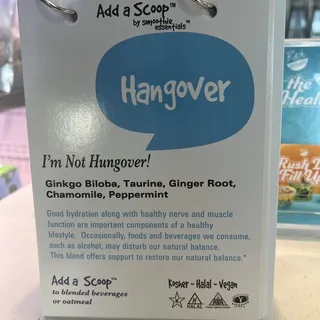 Add a Scoop™
by smoothie
essentials™
Hangover
I'm Not Hungover!
Ginkgo Biloba, Taurine, Ginger Root,
Chamomile, Peppermint
Good hydration along with healthy nerve and muscle
function are important components of a healthy
lifestyle. Occasionally, foods and beverages we consume,
such as alcohol, may disturb our natural balance.
This blend offers support to restore our natural balance.*
Add a Scoop™
to blended beverages
or oatmeal
Kosher - Halal - Vegan
HALAL
the
Rush
Fill U